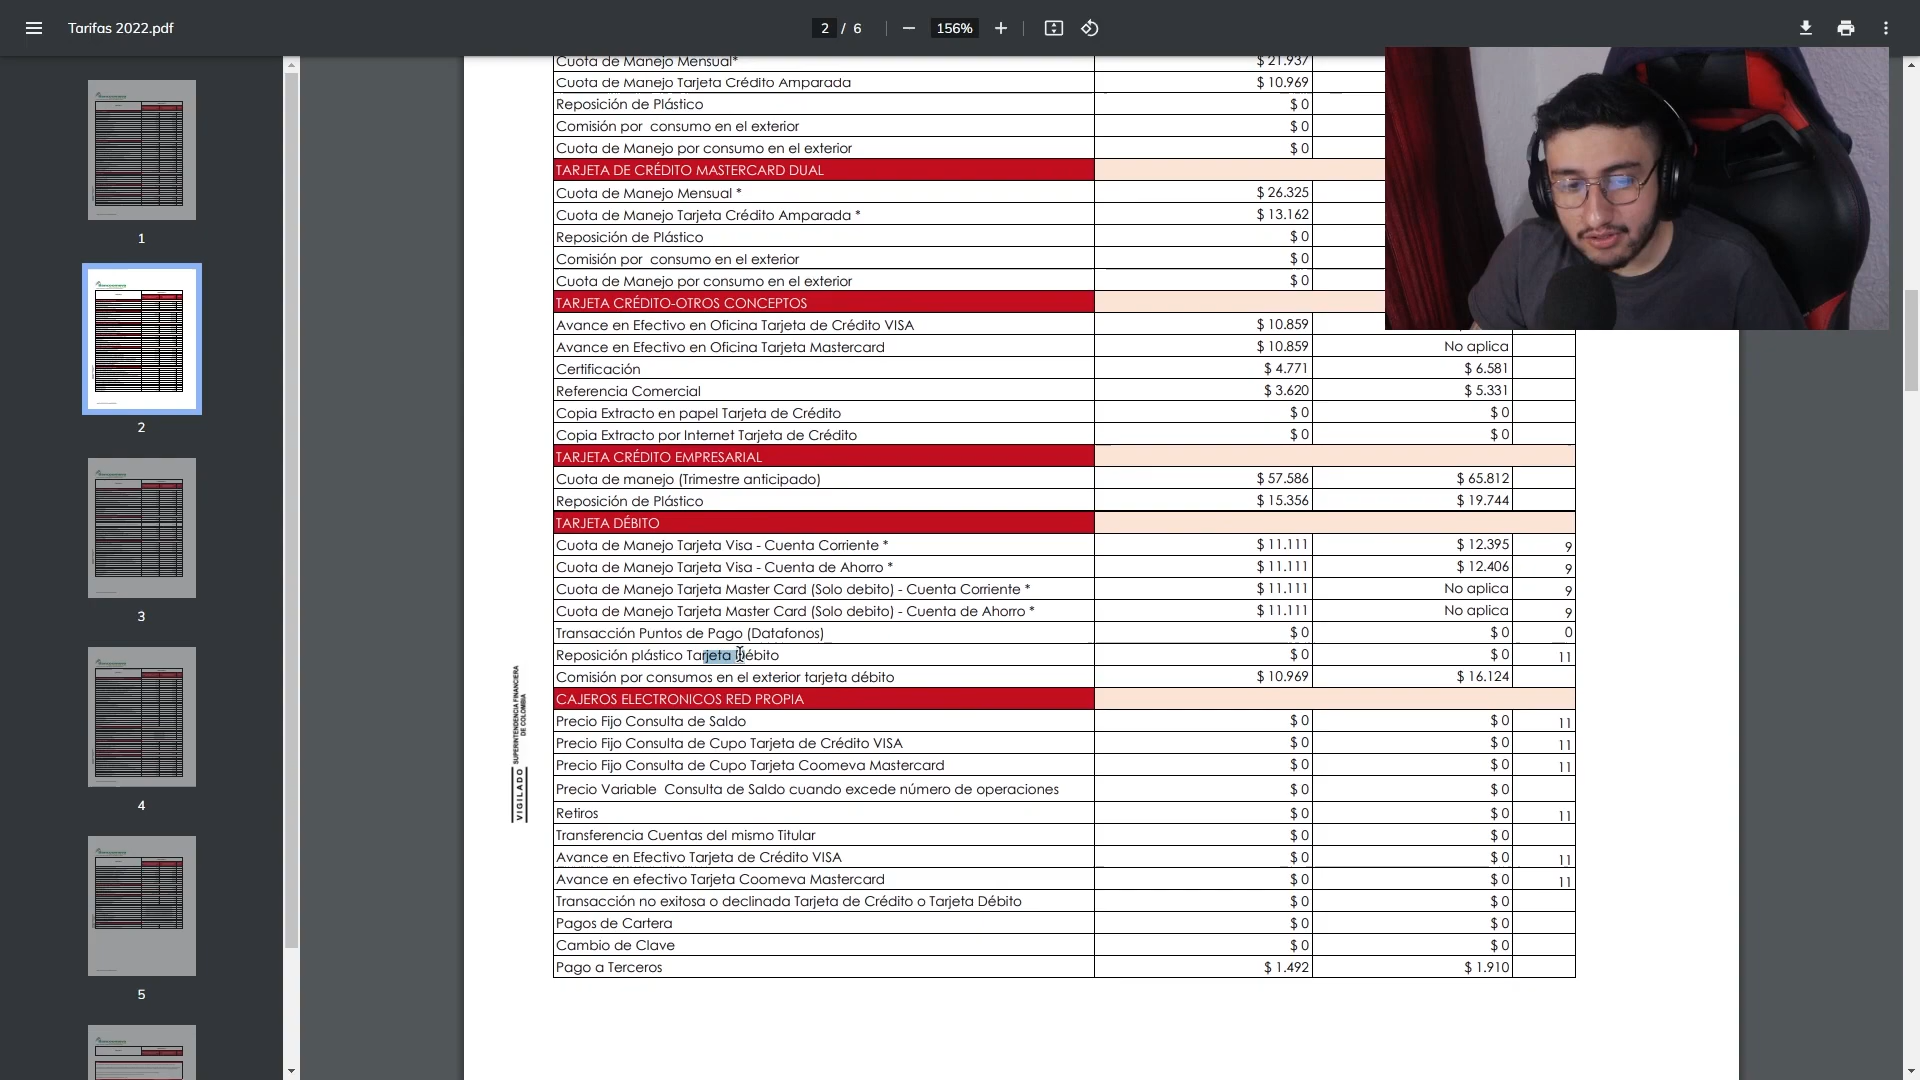 Tarifas 2022.pdf
2 / 6
156%
Cuota de Manejo Mensual* $ 21.937
Cuota de Manejo Tarjeta Crédito Amparada $ 10.969
Reposición de Plástico $ 0
Comisión por consumo en el exterior $ 0
Cuota de Manejo por consumo en el exterior $ 0
TARJETA DE CRÉDITO MASTERCARD DUAL
Cuota de Manejo Mensual * $ 26.325
Cuota de Manejo Tarjeta Crédito Amparada * $ 13.162
Reposición de Plástico $ 0
Comisión por consumo en el exterior $ 0
Cuota de Manejo por consumo en el exterior $ 0
TARJETA CRÉDITO-OTROS CONCEPTOS
Avance en Efectivo en Oficina Tarjeta de Crédito VISA $ 10.859
Avance en Efectivo en Oficina Tarjeta Mastercard $ 10.859 No aplica
Certificación $ 4.771 $ 6.581
Referencia Comercial $ 3.620 $ 5.331
Copia Extracto en papel Tarjeta de Crédito $ 0 $ 0
Copia Extracto por Internet Tarjeta de Crédito $ 0 $ 0
TARJETA CRÉDITO EMPRESARIAL
Cuota de manejo (Trimestre anticipado) $ 57.586 $ 65.812
Reposición de Plástico $ 15.356 $ 19.744
TARJETA DÉBITO
Cuota de Manejo Tarjeta Visa - Cuenta Corriente * $ 11.111 $ 12.395 9
Cuota de Manejo Tarjeta Visa - Cuenta de Ahorro * $ 11.111 $ 12.406 9
Cuota de Manejo Tarjeta Master Card (Solo debito) - Cuenta Corriente * $ 11.111 No aplica 9
Cuota de Manejo Tarjeta Master Card (Solo debito) - Cuenta de Ahorro * $ 11.111 No aplica 9
Transacción Puntos de Pago (Datafonos) $ 0 $ 0 0
Reposición plástico Tarjeta Débito $ 0 $ 0 11
Comisión por consumos en el exterior tarjeta débito $ 10.969 $ 16.124
CAJEROS ELECTRONICOS RED PROPIA
Precio Fijo Consulta de Saldo $ 0 $ 0 11
Precio Fijo Consulta de Cupo Tarjeta de Crédito VISA $ 0 $ 0 11
Precio Fijo Consulta de Cupo Tarjeta Coomeva Mastercard $ 0 $ 0 11
Precio Variable Consulta de Saldo cuando excede número de operaciones $ 0 $ 0
Retiros $ 0 $ 0 11
Transferencia Cuentas del mismo Titular $ 0 $ 0
Avance en Efectivo Tarjeta de Crédito VISA $ 0 $ 0 11
Avance en efectivo Tarjeta Coomeva Mastercard $ 0 $ 0 11
Transacción no exitosa o declinada Tarjeta de Crédito o Tarjeta Débito $ 0 $ 0
Pagos de Cartera $ 0 $ 0
Cambio de Clave $ 0 $ 0
Pago a Terceros $ 1.492 $ 1.910
VIGILADO SUPERINTENDENCIA FINANCIERA
DE COLOMBIA
1
2
3
4
5